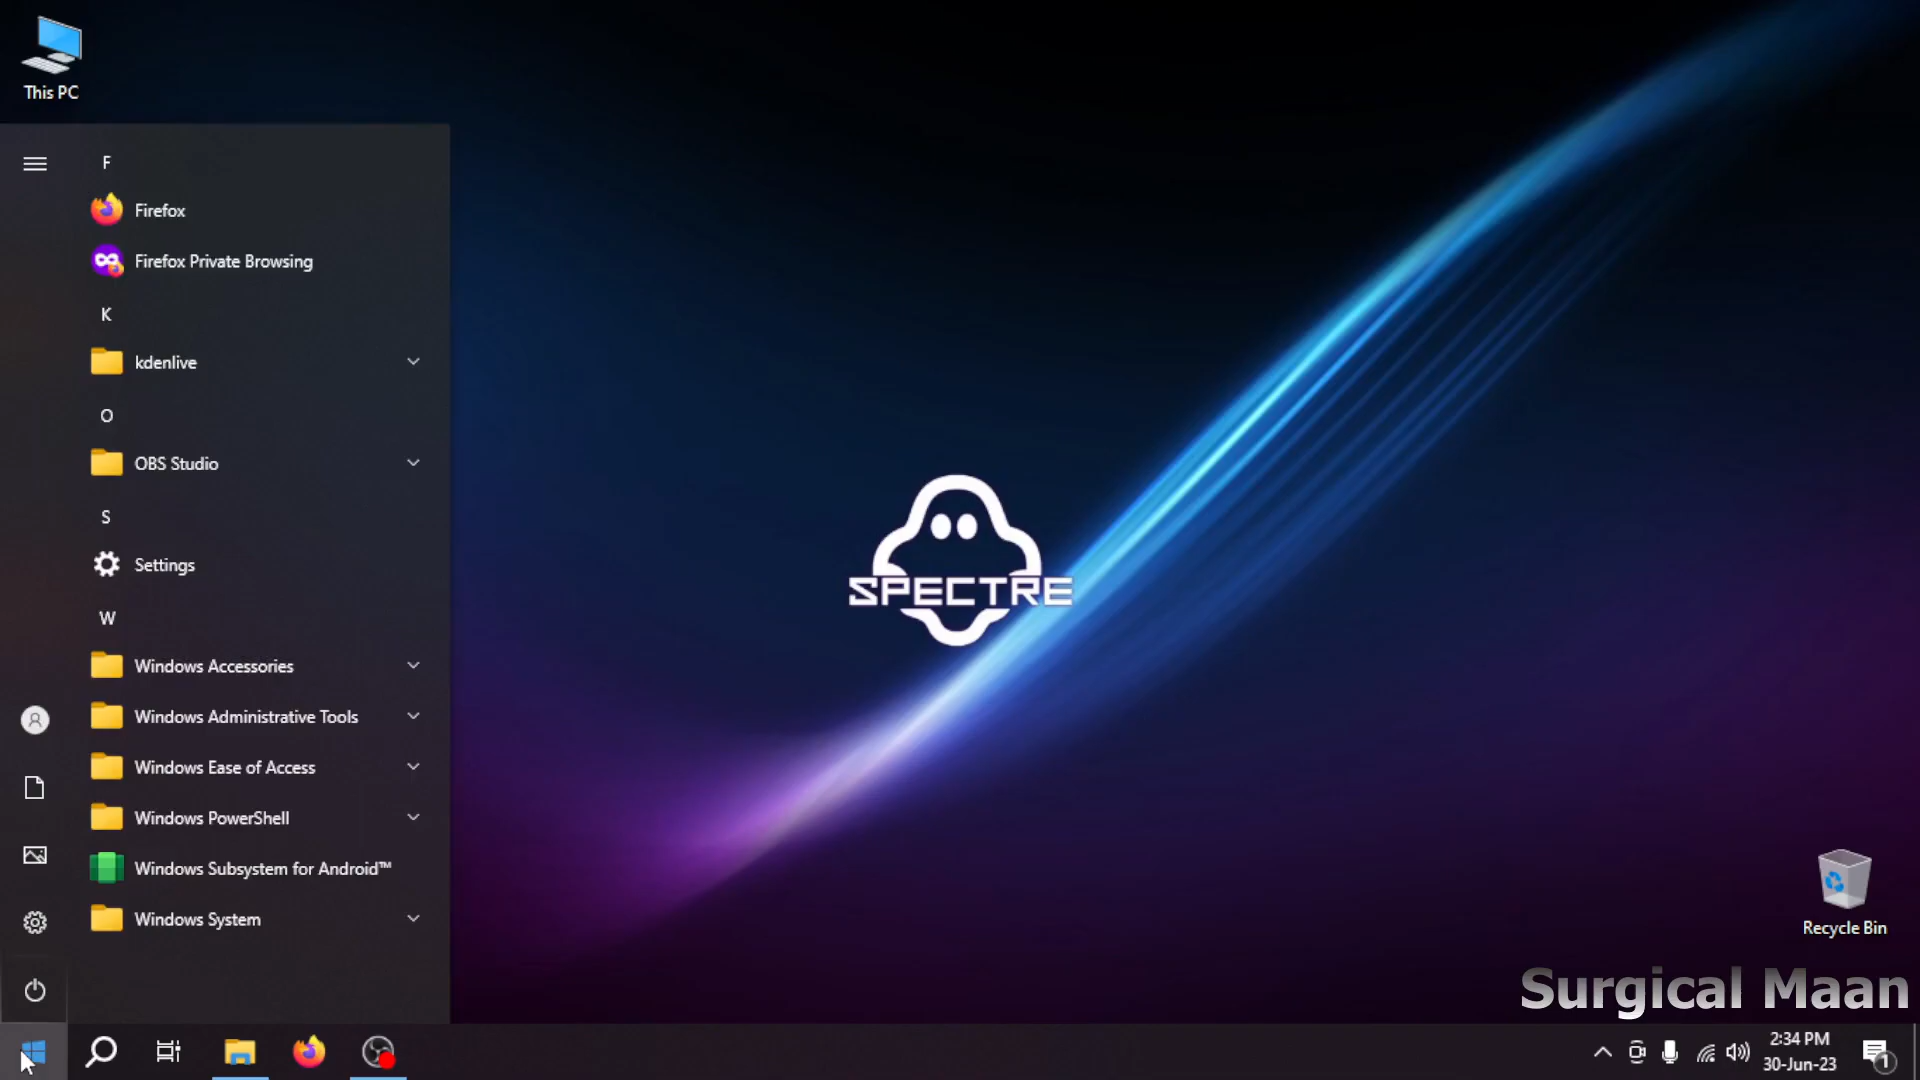 This PC
F
Firefox
Firefox Private Browsing
K
kdenlive
O
OBS Studio
S
Settings
W
Windows Accessories
Windows Administrative Tools
Windows Ease of Access
Windows PowerShell
Windows Subsystem for Android™
Windows System
SPECTRE
Recycle Bin
Surgical Maan
2:34 PM
30-Jun-23
1